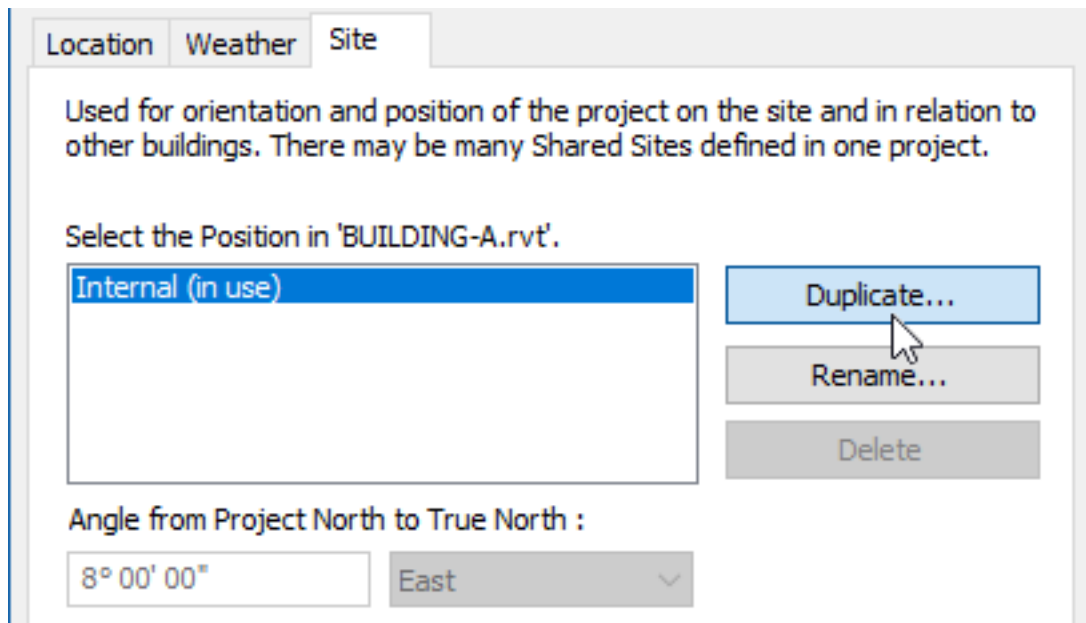 Location Weather Site
Used for orientation and position of the project on the site and in relation to
other buildings. There may be many Shared Sites defined in one project.
Select the Position in 'BUILDING-A.rvt'.
Internal (in use)
Duplicate...
Rename...
Delete
Angle from Project North to True North :
8° 00' 00" East